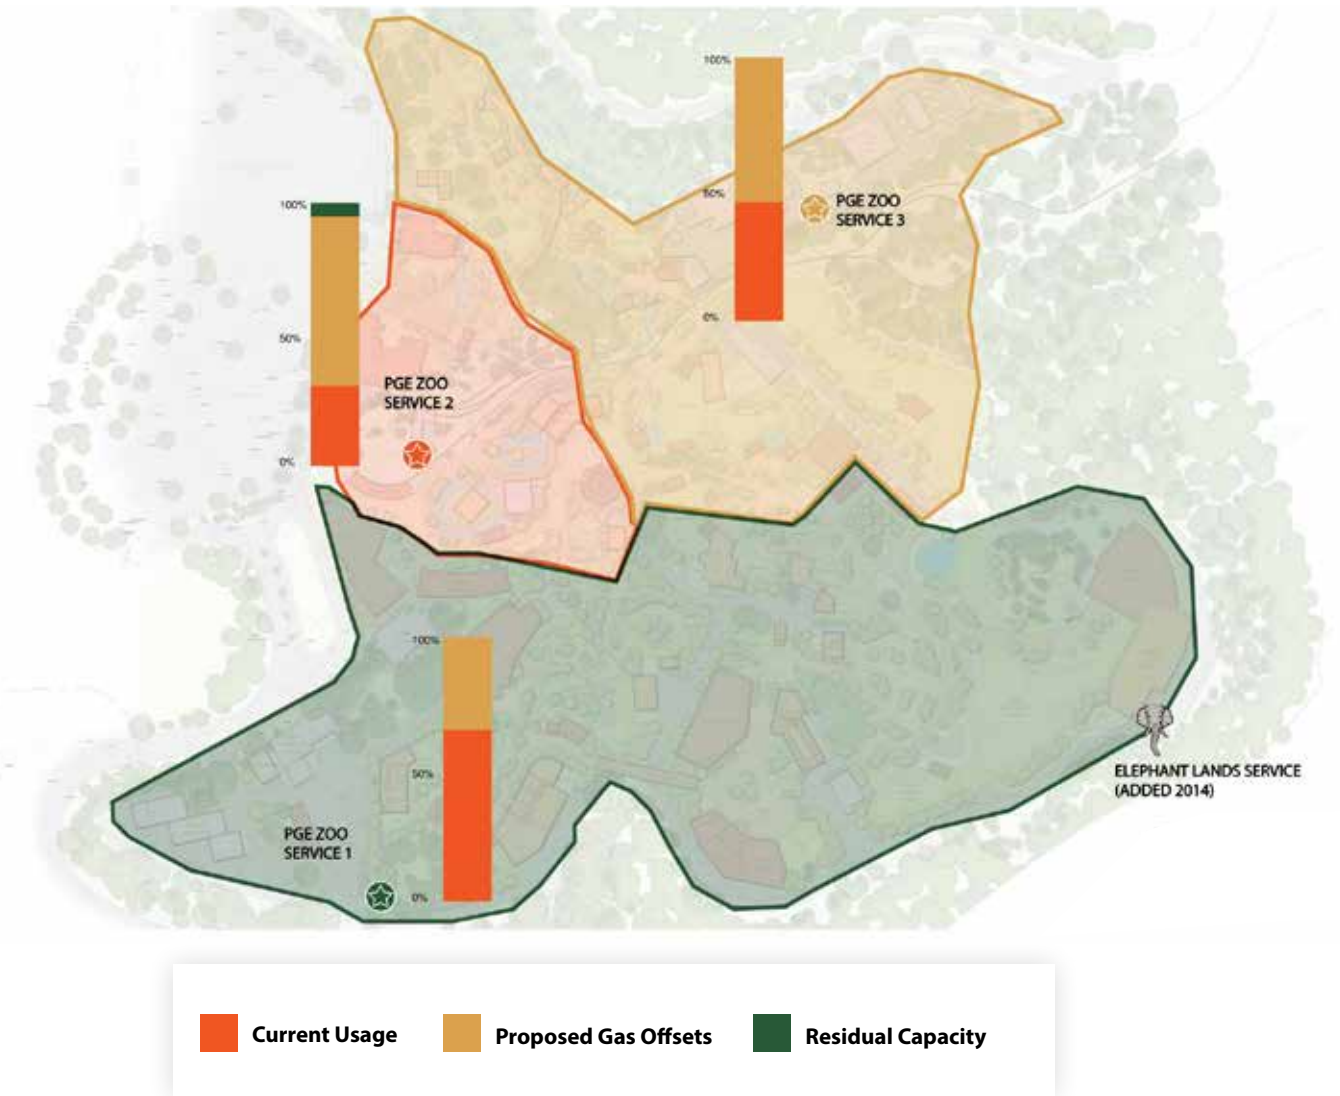 100%
50%
0%
PGE ZOO
SERVICE 3
100%
50%
0%
PGE ZOO
SERVICE 2
100%
50%
0%
PGE ZOO
SERVICE 1
ELEPHANT LANDS SERVICE
(ADDED 2014)
Current Usage
Proposed Gas Offsets
Residual Capacity